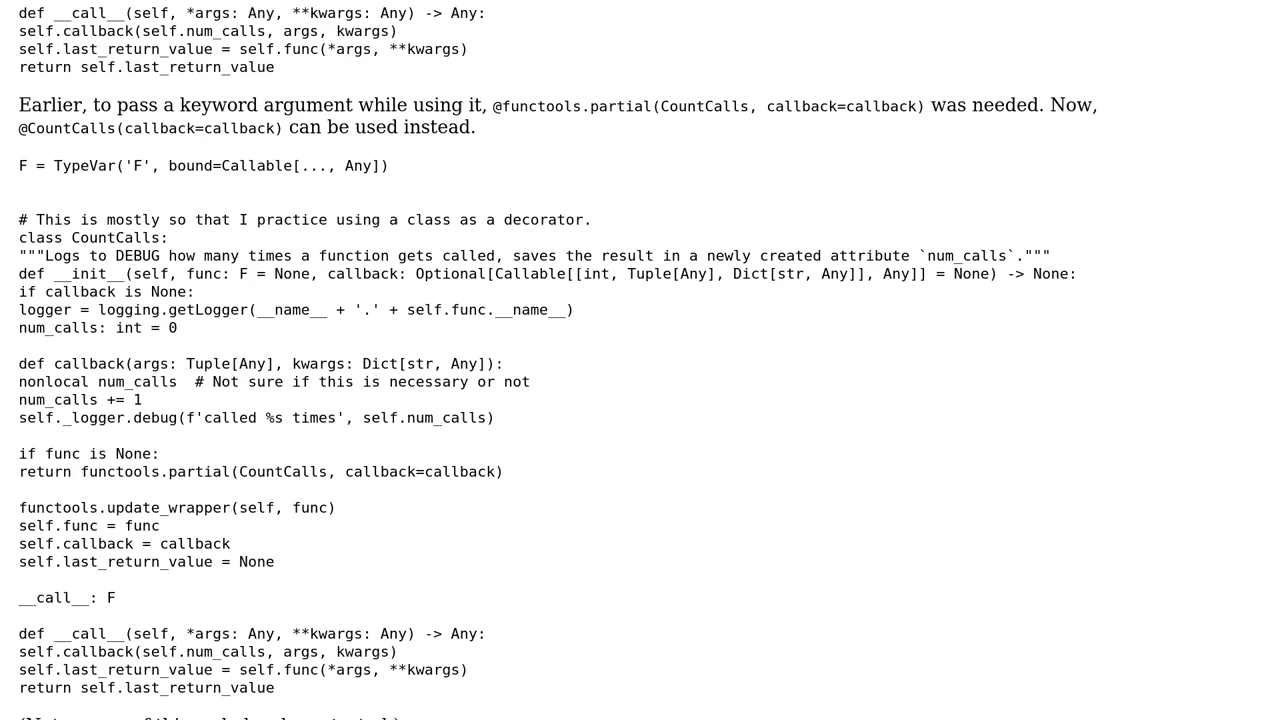 def __call__(self, *args: Any, **kwargs: Any) -> Any:
self.callback(self.num_calls, args, kwargs)
self.last_return_value = self.func(*args, **kwargs)
return self.last_return_value
Earlier, to pass a keyword argument while using it, @functools.partial(CountCalls, callback=callback) was needed. Now,
@CountCalls(callback=callback) can be used instead.
F = TypeVar('F', bound=Callable[..., Any])
# This is mostly so that I practice using a class as a decorator.
class CountCalls:
"""Logs to DEBUG how many times a function gets called, saves the result in a newly created attribute `num_calls`."""
def __init__(self, func: F = None, callback: Optional[Callable[[int, Tuple[Any], Dict[str, Any]], Any]] = None) -> None:
if callback is None:
logger = logging.getLogger(__name__ + '.' + self.func.__name__)
num_calls: int = 0
def callback(args: Tuple[Any], kwargs: Dict[str, Any]):
nonlocal num_calls  # Not sure if this is necessary or not
num_calls += 1
self._logger.debug(f'called %s times', self.num_calls)
if func is None:
return functools.partial(CountCalls, callback=callback)
functools.update_wrapper(self, func)
self.func = func
self.callback = callback
self.last_return_value = None
__call__: F
def __call__(self, *args: Any, **kwargs: Any) -> Any:
self.callback(self.num_calls, args, kwargs)
self.last_return_value = self.func(*args, **kwargs)
return self.last_return_value